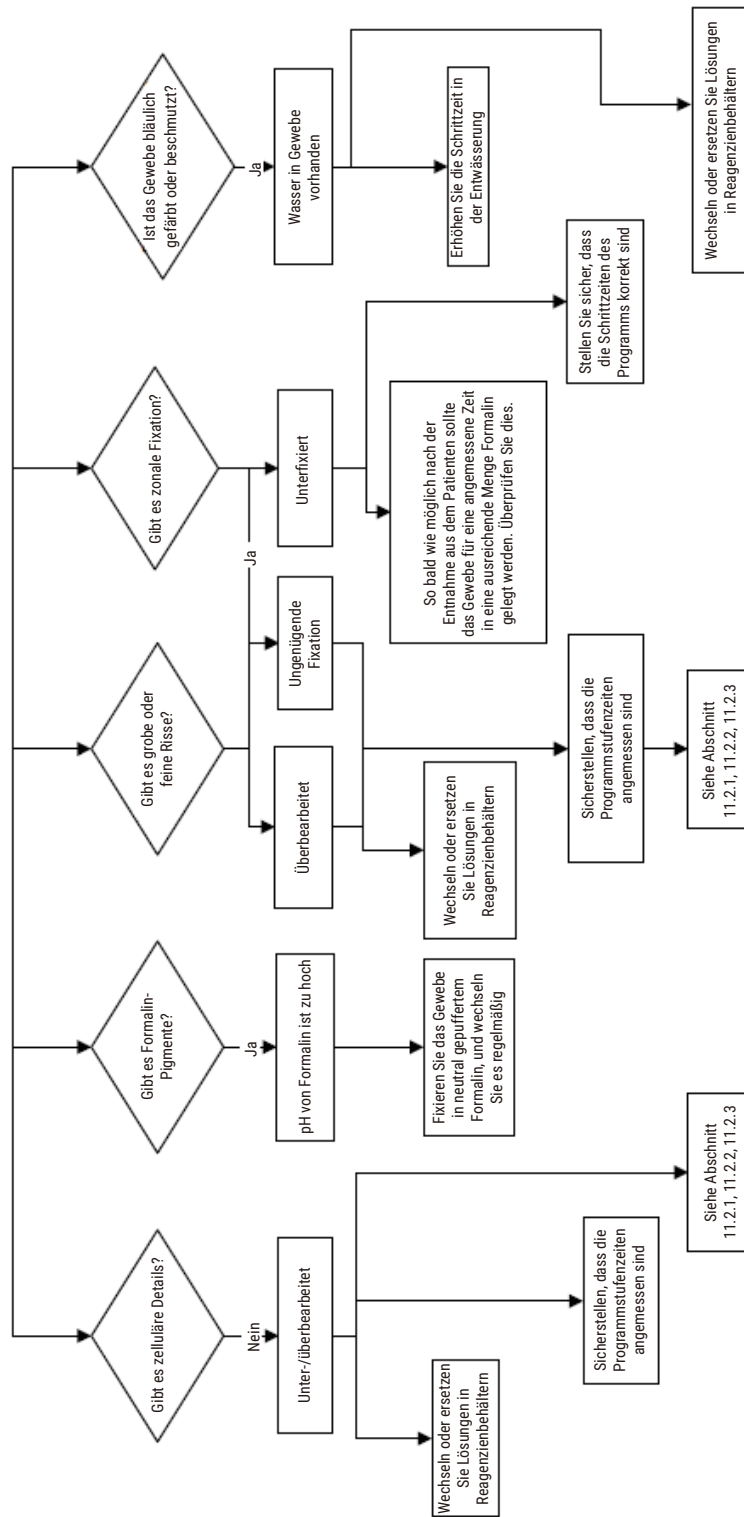 Gibt es zelluläre Details?
Nein
Unter-/überbearbeitet
Wechseln oder ersetzen
Sie Lösungen in
Reagenzienbehältern
Sicherstellen, dass die
Programmstufenzeiten
angemessen sind
Siehe Abschnitt
11.2.1, 11.2.2, 11.2.3
Gibt es Formalin-
Pigmente?
Ja
pH von Formalin ist zu hoch
Fixieren Sie das Gewebe
in neutral gepuffertem
Formalin, und wechseln
Sie es regelmäßig
Gibt es grobe oder
feine Risse?
Überbearbeitet
Ungenügende
Fixation
Wechseln oder ersetzen
Sie Lösungen in
Reagenzienbehältern
Sicherstellen, dass die
Programmstufenzeiten
angemessen sind
Siehe Abschnitt
11.2.1, 11.2.2, 11.2.3
Gibt es zonale Fixation?
Ja
Unterfixiert
So bald wie möglich nach der
Entnahme aus dem Patienten sollte
das Gewebe für eine angemessene Zeit
in eine ausreichende Menge Formalin
gelegt werden. Überprüfen Sie dies.
Stellen Sie sicher, dass
die Schrittzeiten des
Programms korrekt sind
Ist das Gewebe bläulich
gefärbt oder beschmutzt?
Ja
Wasser in Gewebe
vorhanden
Erhöhen Sie die Schrittzeit in
der Entwässerung
Wechseln oder ersetzen Sie Lösungen
in Reagenzienbehältern